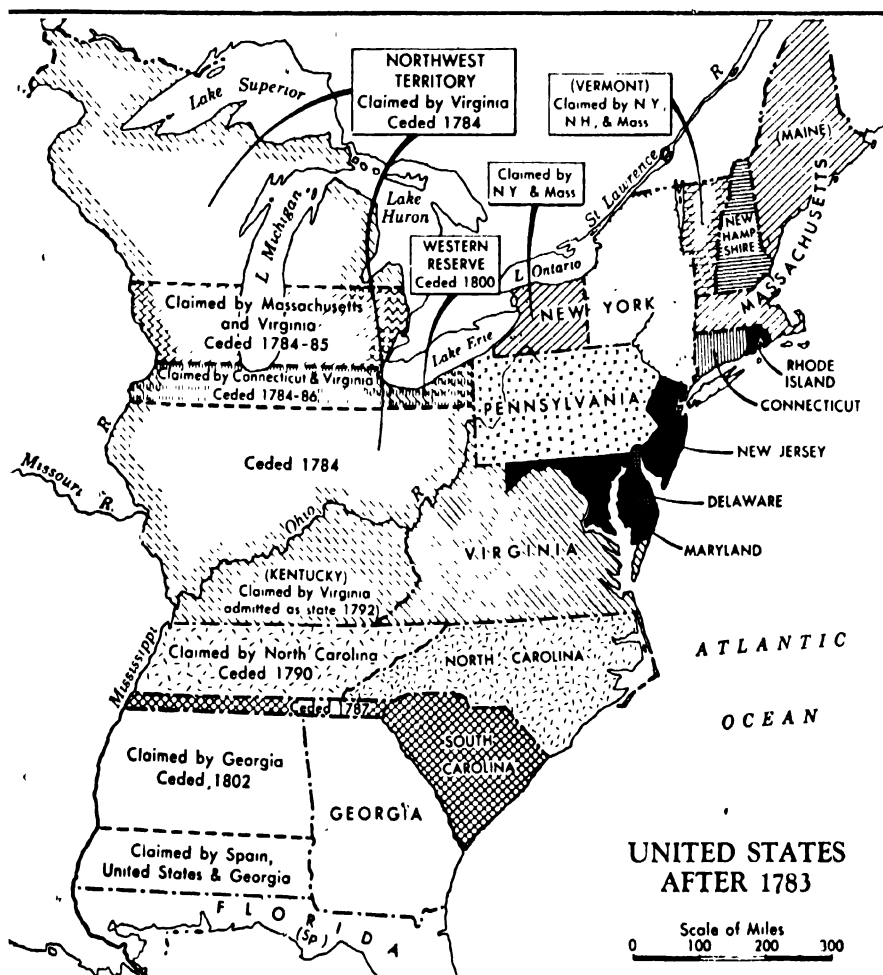 NORTHWEST
TERRITORY
Claimed by Virginia
Ceded 1784
(VERMONT)
Claimed by N Y,
N H, & Mass
Claimed by
N Y & Mass
WESTERN
RESERVE
Ceded 1800
Lake Superior
L Michigan
Lake
Huron
St Lawrence
R
L Ontario
Lake Erie
(MAINE)
MASSACHUSETTS
NEW
HAMP
SHIRE
NEW YORK
Claimed by Massachusetts
and Virginia
Ceded 1784-85
Claimed by Connecticut & Virginia
Ceded 1784-86
PENNSYLVANIA
RHODE
ISLAND
CONNECTICUT
NEW JERSEY
DELAWARE
MARYLAND
Ceded 1784
Missouri R.
R
Ohio
R
VIRGINIA
(KENTUCKY)
Claimed by Virginia
admitted as state 1792)
Mississippi
Claimed by North Carolina
Ceded 1790
NORTH CAROLINA
Ceded 1787
SOUTH
CAROLINA
Claimed by Georgia
Ceded, 1802
GEORGIA
Claimed by Spain,
United States & Georgia
FLORIDA
(Sp)
ATLANTIC
OCEAN
UNITED STATES
AFTER 1783
Scale of Miles
0 100 200 300